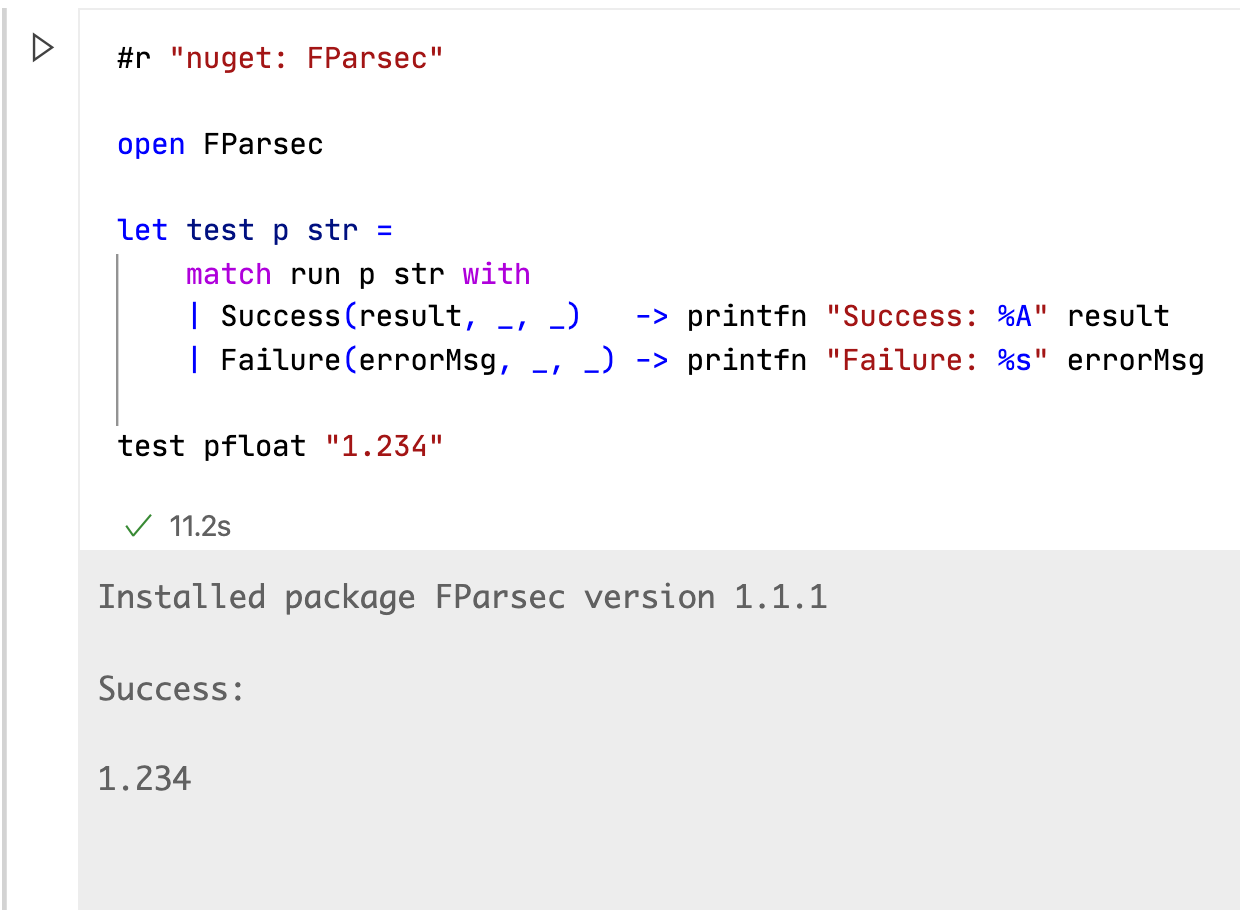 #r "nuget: FParsec"
open FParsec
let test p str =
    match run p str with
    | Success(result, _, _)   -> printfn "Success: %A" result
    | Failure(errorMsg, _, _) -> printfn "Failure: %s" errorMsg
test pfloat "1.234"
✓ 11.2s
Installed package FParsec version 1.1.1
Success:
1.234